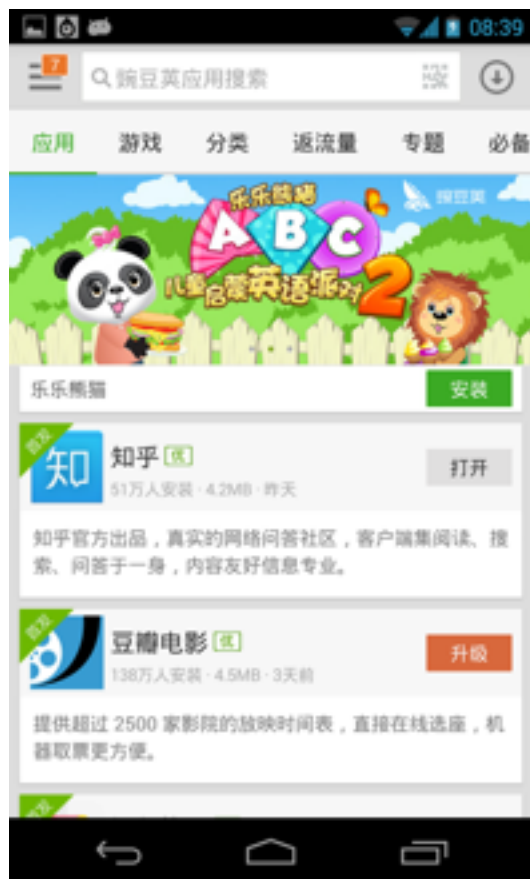 08:39
7
豌豆荚应用搜索
应用 游戏 分类 返流量 专题 必备
乐乐熊猫
豌豆荚
ABC
儿童启蒙英语派对2
乐乐熊猫
安装
首发
知
知乎 优
51万人安装 · 4.2MB · 昨天
打开
知乎官方出品，真实的网络问答社区，客户端集阅读、搜
索、问答于一身，内容友好信息专业。
首发
豆瓣电影 优
138万人安装 · 4.5MB · 3天前
升级
提供超过 2500 家影院的放映时间表，直接在线选座，机
器取票更方便。
首发